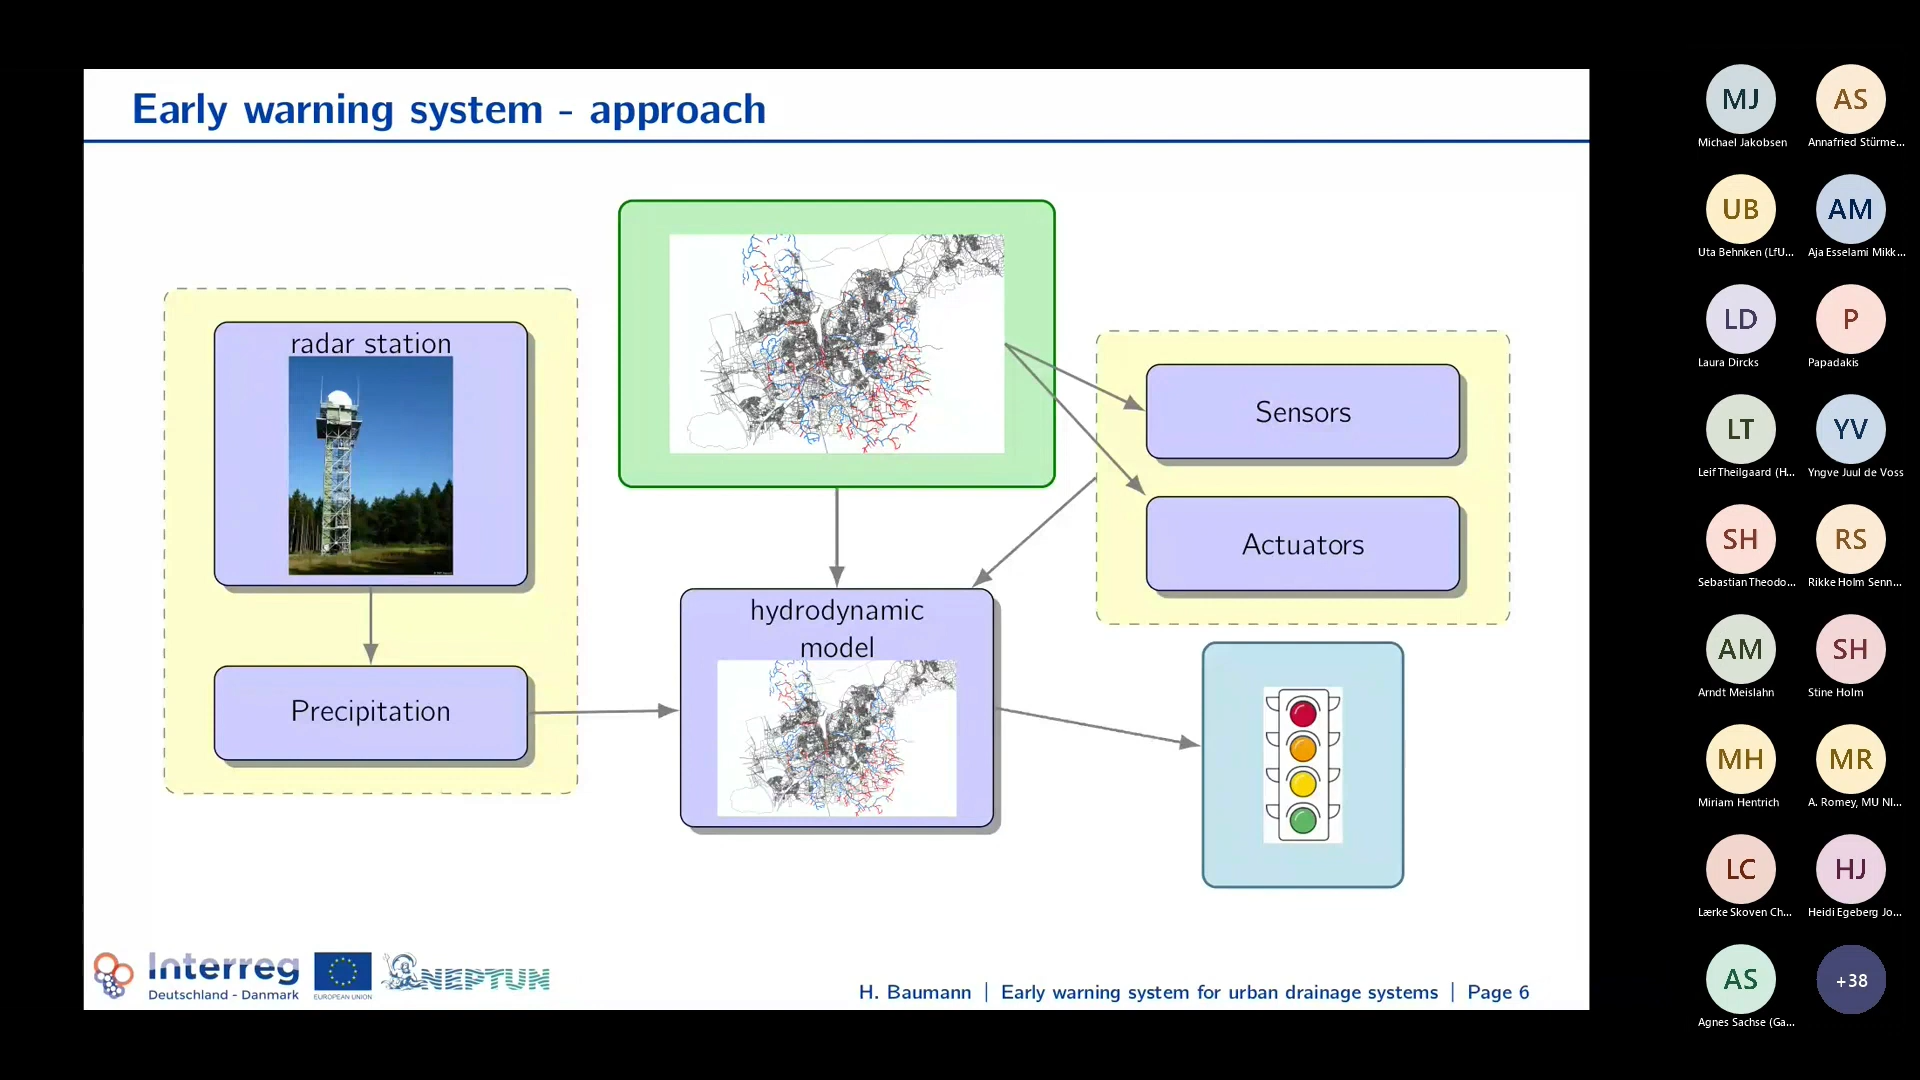 Early warning system - approach
radar station
Precipitation
hydrodynamic
model
Sensors
Actuators
Interreg
Deutschland - Danmark
EUROPEAN UNION
NEPTUN
H. Baumann | Early warning system for urban drainage systems | Page 6
MJ
Michael Jakobsen
AS
Annafried Stürme...
UB
Uta Behnken (LfU...
AM
Aja Esselami Mikk...
LD
Laura Dircks
P
Papadakis
LT
Leif Theilgaard (H...
YV
Yngve Juul de Voss
SH
Sebastian Theodo...
RS
Rikke Holm Senn...
AM
Arndt Meislahn
SH
Stine Holm
MH
Miriam Hentrich
MR
A. Romey, MU NI...
LC
Lærke Skoven Ch...
HJ
Heidi Egeberg Jo...
AS
Agnes Sachse (Ga...
+38